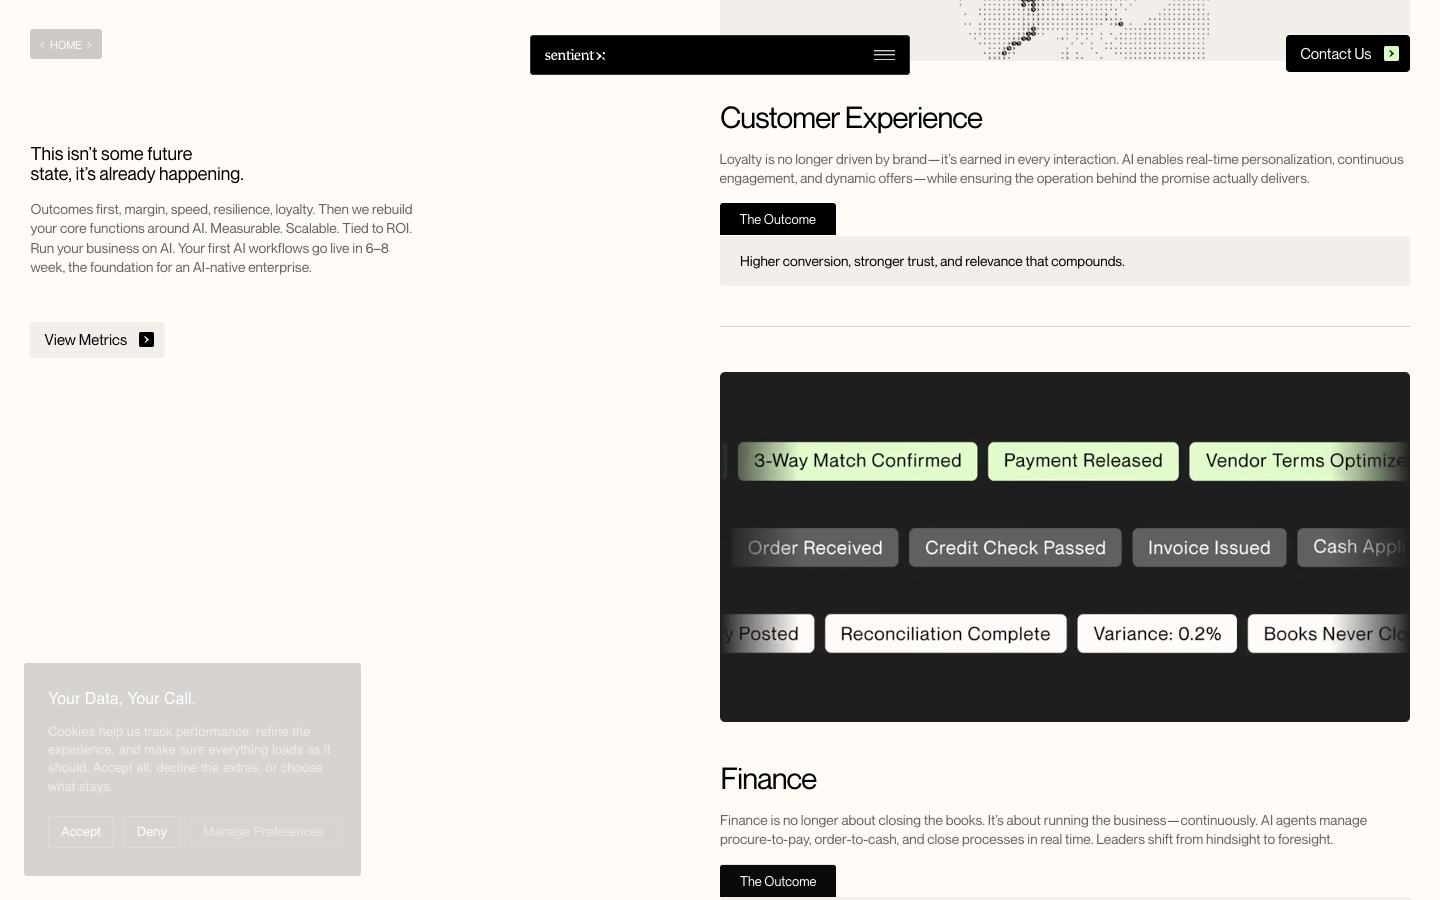 HOME
sentient
Contact Us
This isn't some future
state, it's already happening.
Outcomes first, margin, speed, resilience, loyalty. Then we rebuild
your core functions around AI. Measurable. Scalable. Tied to ROI.
Run your business on AI. Your first AI workflows go live in 6–8
week, the foundation for an AI-native enterprise.
View Metrics
Your Data, Your Call.
Cookies help us track performance, refine the
experience, and make sure everything loads as it
should. Accept all, decline the extras, or choose
what stays.
Accept
Deny
Manage Preferences
Customer Experience
Loyalty is no longer driven by brand—it's earned in every interaction. AI enables real-time personalization, continuous
engagement, and dynamic offers—while ensuring the operation behind the promise actually delivers.
The Outcome
Higher conversion, stronger trust, and relevance that compounds.
3-Way Match Confirmed
Payment Released
Vendor Terms Optimize
Order Received
Credit Check Passed
Invoice Issued
Cash Appli
y Posted
Reconciliation Complete
Variance: 0.2%
Books Never Clo
Finance
Finance is no longer about closing the books. It's about running the business—continuously. AI agents manage
procure-to-pay, order-to-cash, and close processes in real time. Leaders shift from hindsight to foresight.
The Outcome